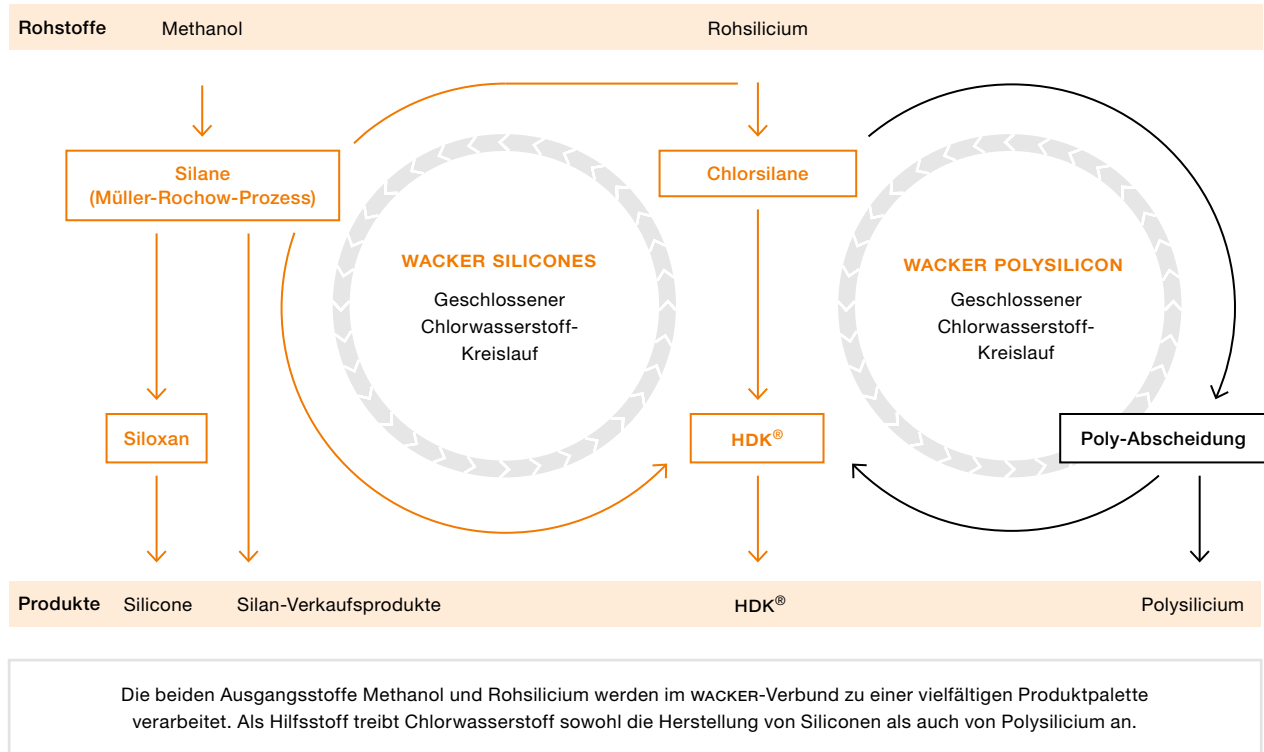 Rohstoffe Methanol Rohsilicium
Silane
(Müller-Rochow-Prozess)
Chlorsilane
WACKER SILICONES
Geschlossener
Chlorwasserstoff-
Kreislauf
WACKER POLYSILICON
Geschlossener
Chlorwasserstoff-
Kreislauf
Siloxan
HDK®
Poly-Abscheidung
Produkte Silicone Silan-Verkaufsprodukte HDK® Polysilicium
Die beiden Ausgangsstoffe Methanol und Rohsilicium werden im WACKER-Verbund zu einer vielfältigen Produktpalette
verarbeitet. Als Hilfsstoff treibt Chlorwasserstoff sowohl die Herstellung von Siliconen als auch von Polysilicium an.